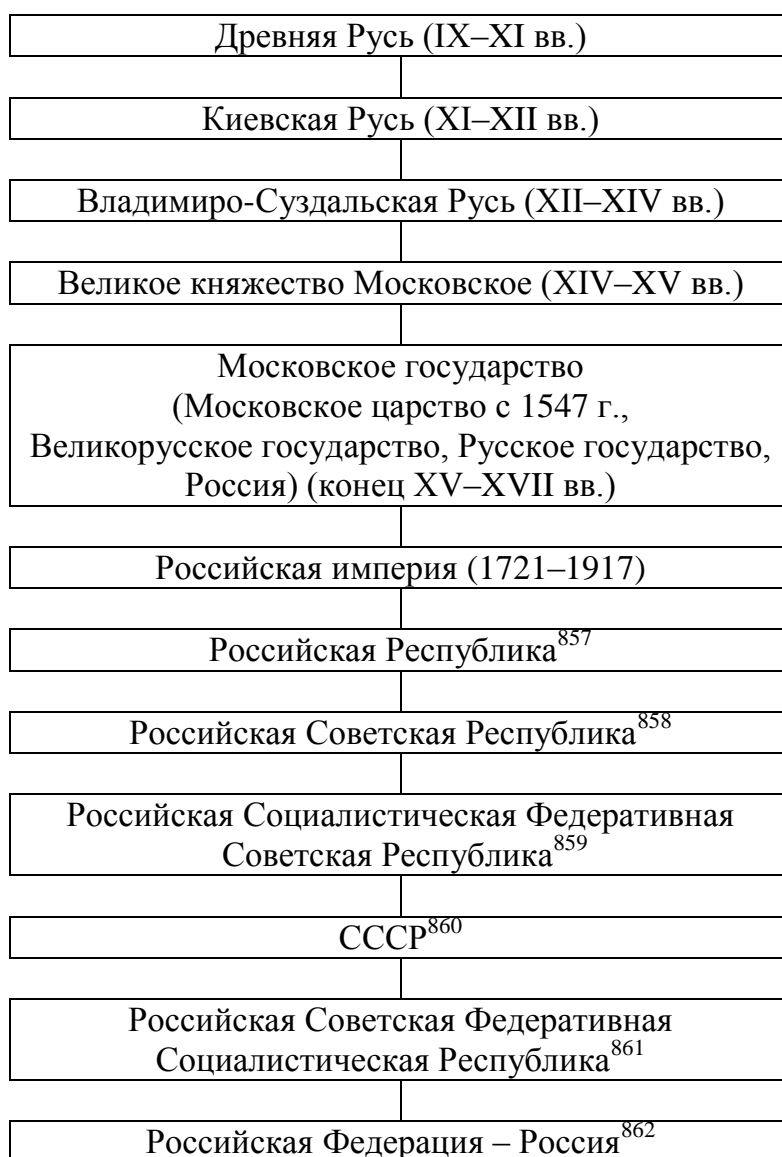 Древняя Русь (IX–XI вв.)
Киевская Русь (XI–XII вв.)
Владимиро-Суздальская Русь (XII–XIV вв.)
Великое княжество Московское (XIV–XV вв.)
Московское государство
(Московское царство с 1547 г.,
Великорусское государство, Русское государство,
Россия) (конец XV–XVII вв.)
Российская империя (1721–1917)
Российская Республика⁸⁵⁷
Российская Советская Республика⁸⁵⁸
Российская Социалистическая Федеративная
Советская Республика⁸⁵⁹
СССР⁸⁶⁰
Российская Советская Федеративная
Социалистическая Республика⁸⁶¹
Российская Федерация – Россия⁸⁶²